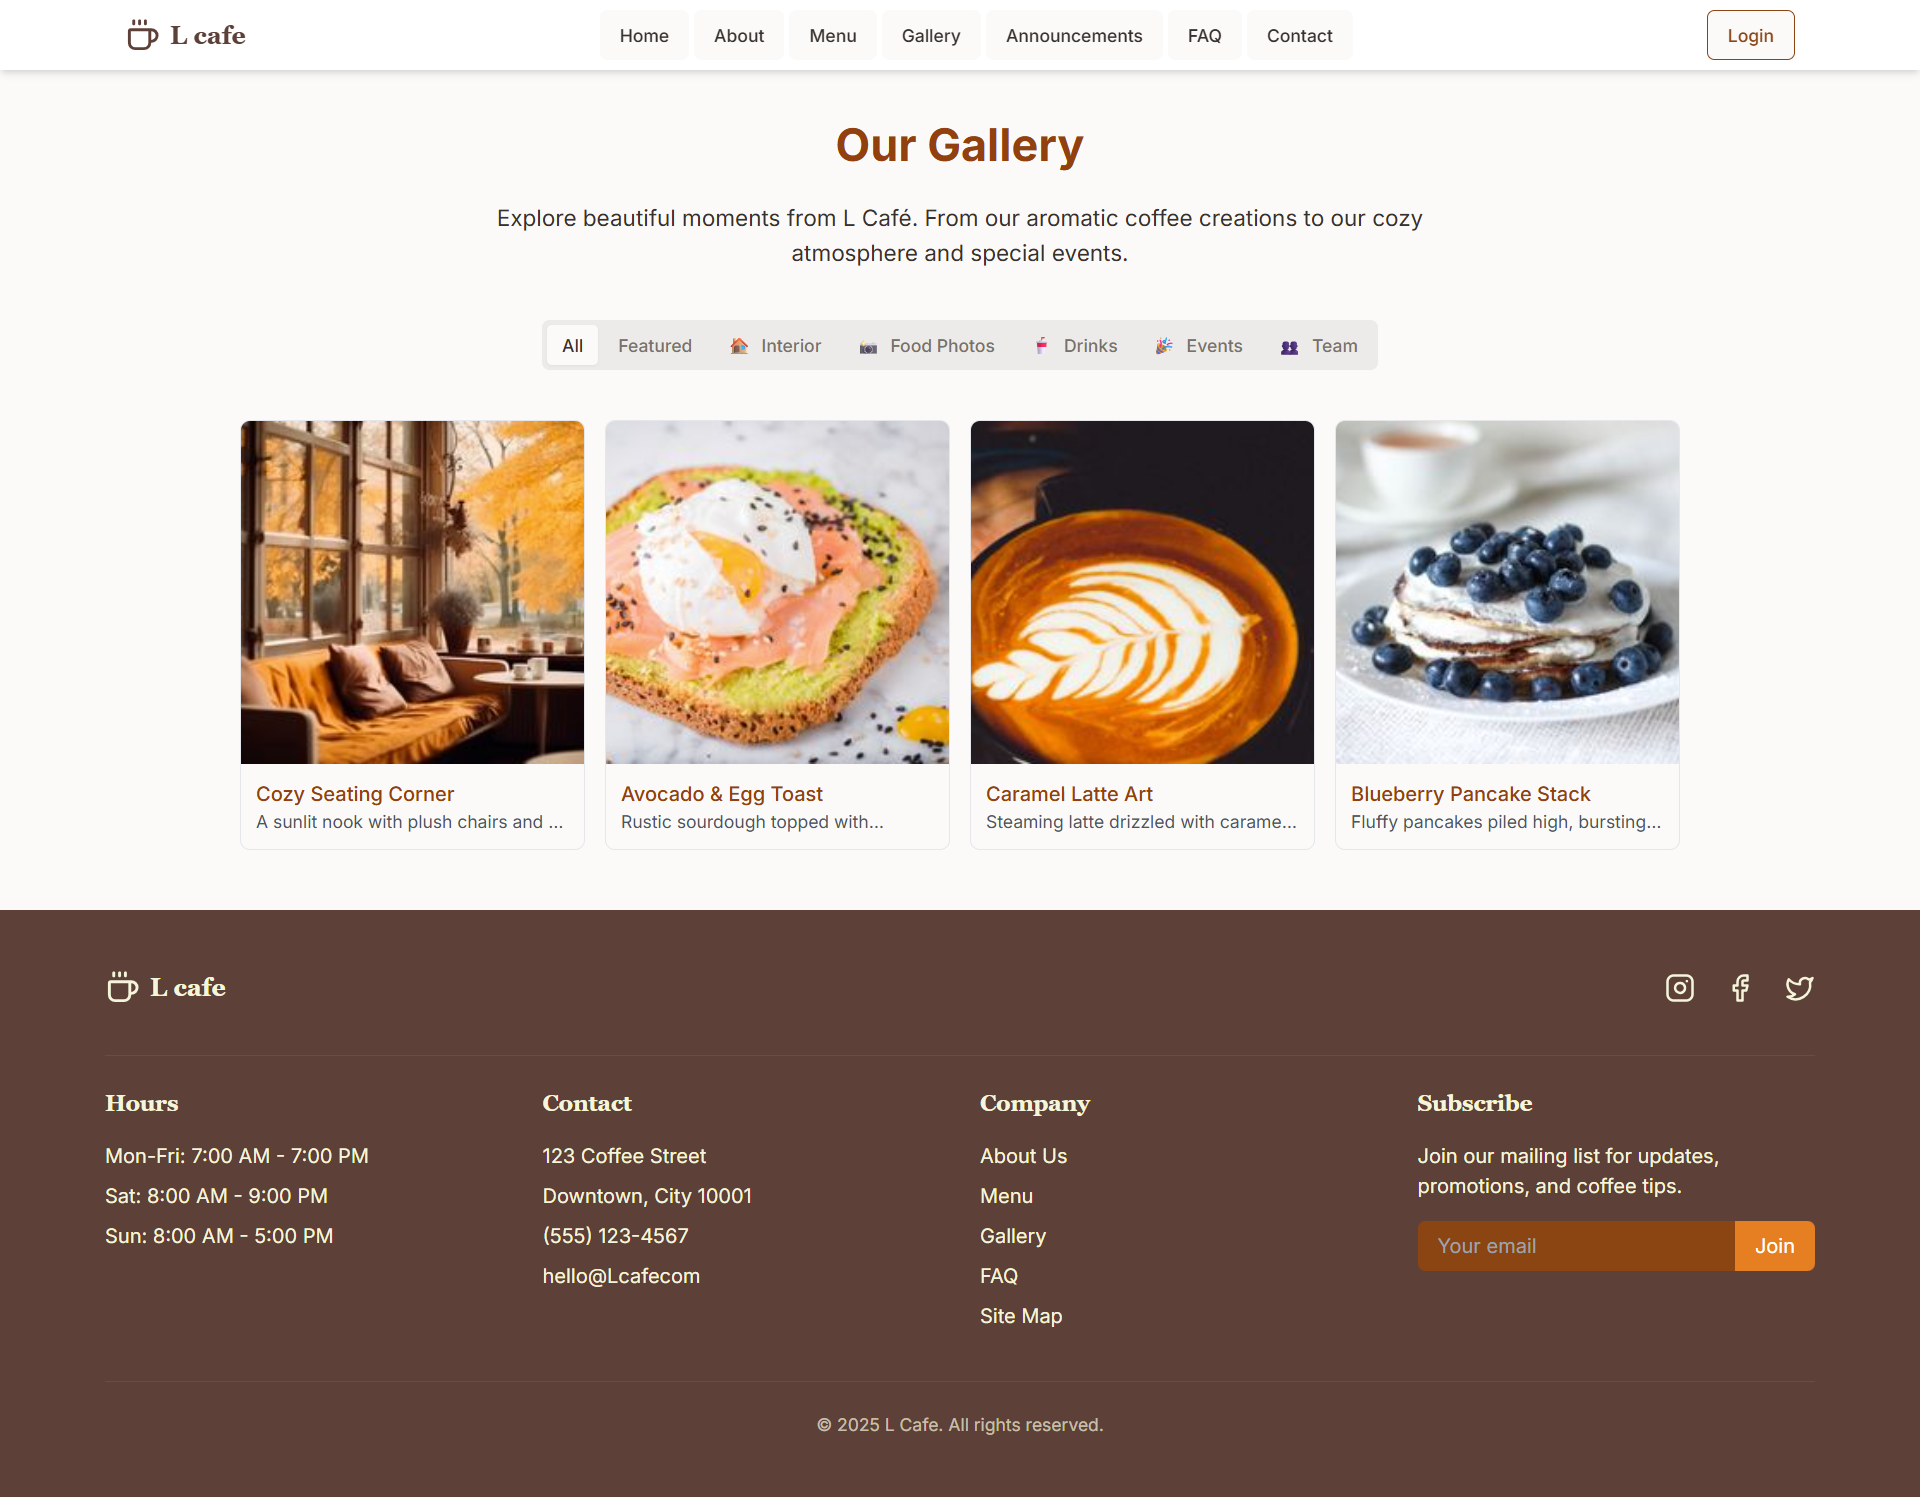 L cafe
Home
About
Menu
Gallery
Announcements
FAQ
Contact
Login
Our Gallery
Explore beautiful moments from L Café. From our aromatic coffee creations to our cozy
atmosphere and special events.
All
Featured
Interior
Food Photos
Drinks
Events
Team
Cozy Seating Corner
A sunlit nook with plush chairs and ...
Avocado & Egg Toast
Rustic sourdough topped with...
Caramel Latte Art
Steaming latte drizzled with carame...
Blueberry Pancake Stack
Fluffy pancakes piled high, bursting...
L cafe
Hours
Mon-Fri: 7:00 AM - 7:00 PM
Sat: 8:00 AM - 9:00 PM
Sun: 8:00 AM - 5:00 PM
Contact
123 Coffee Street
Downtown, City 10001
(555) 123-4567
hello@Lcafecom
Company
About Us
Menu
Gallery
FAQ
Site Map
Subscribe
Join our mailing list for updates,
promotions, and coffee tips.
Your email
Join
© 2025 L Cafe. All rights reserved.